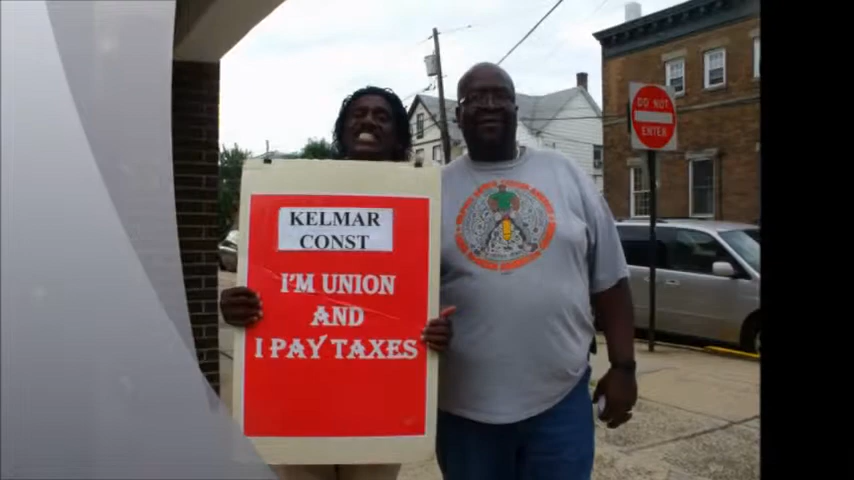 KELMAR
CONST
I'M UNION
AND
I PAY TAXES
DO NOT
ENTER